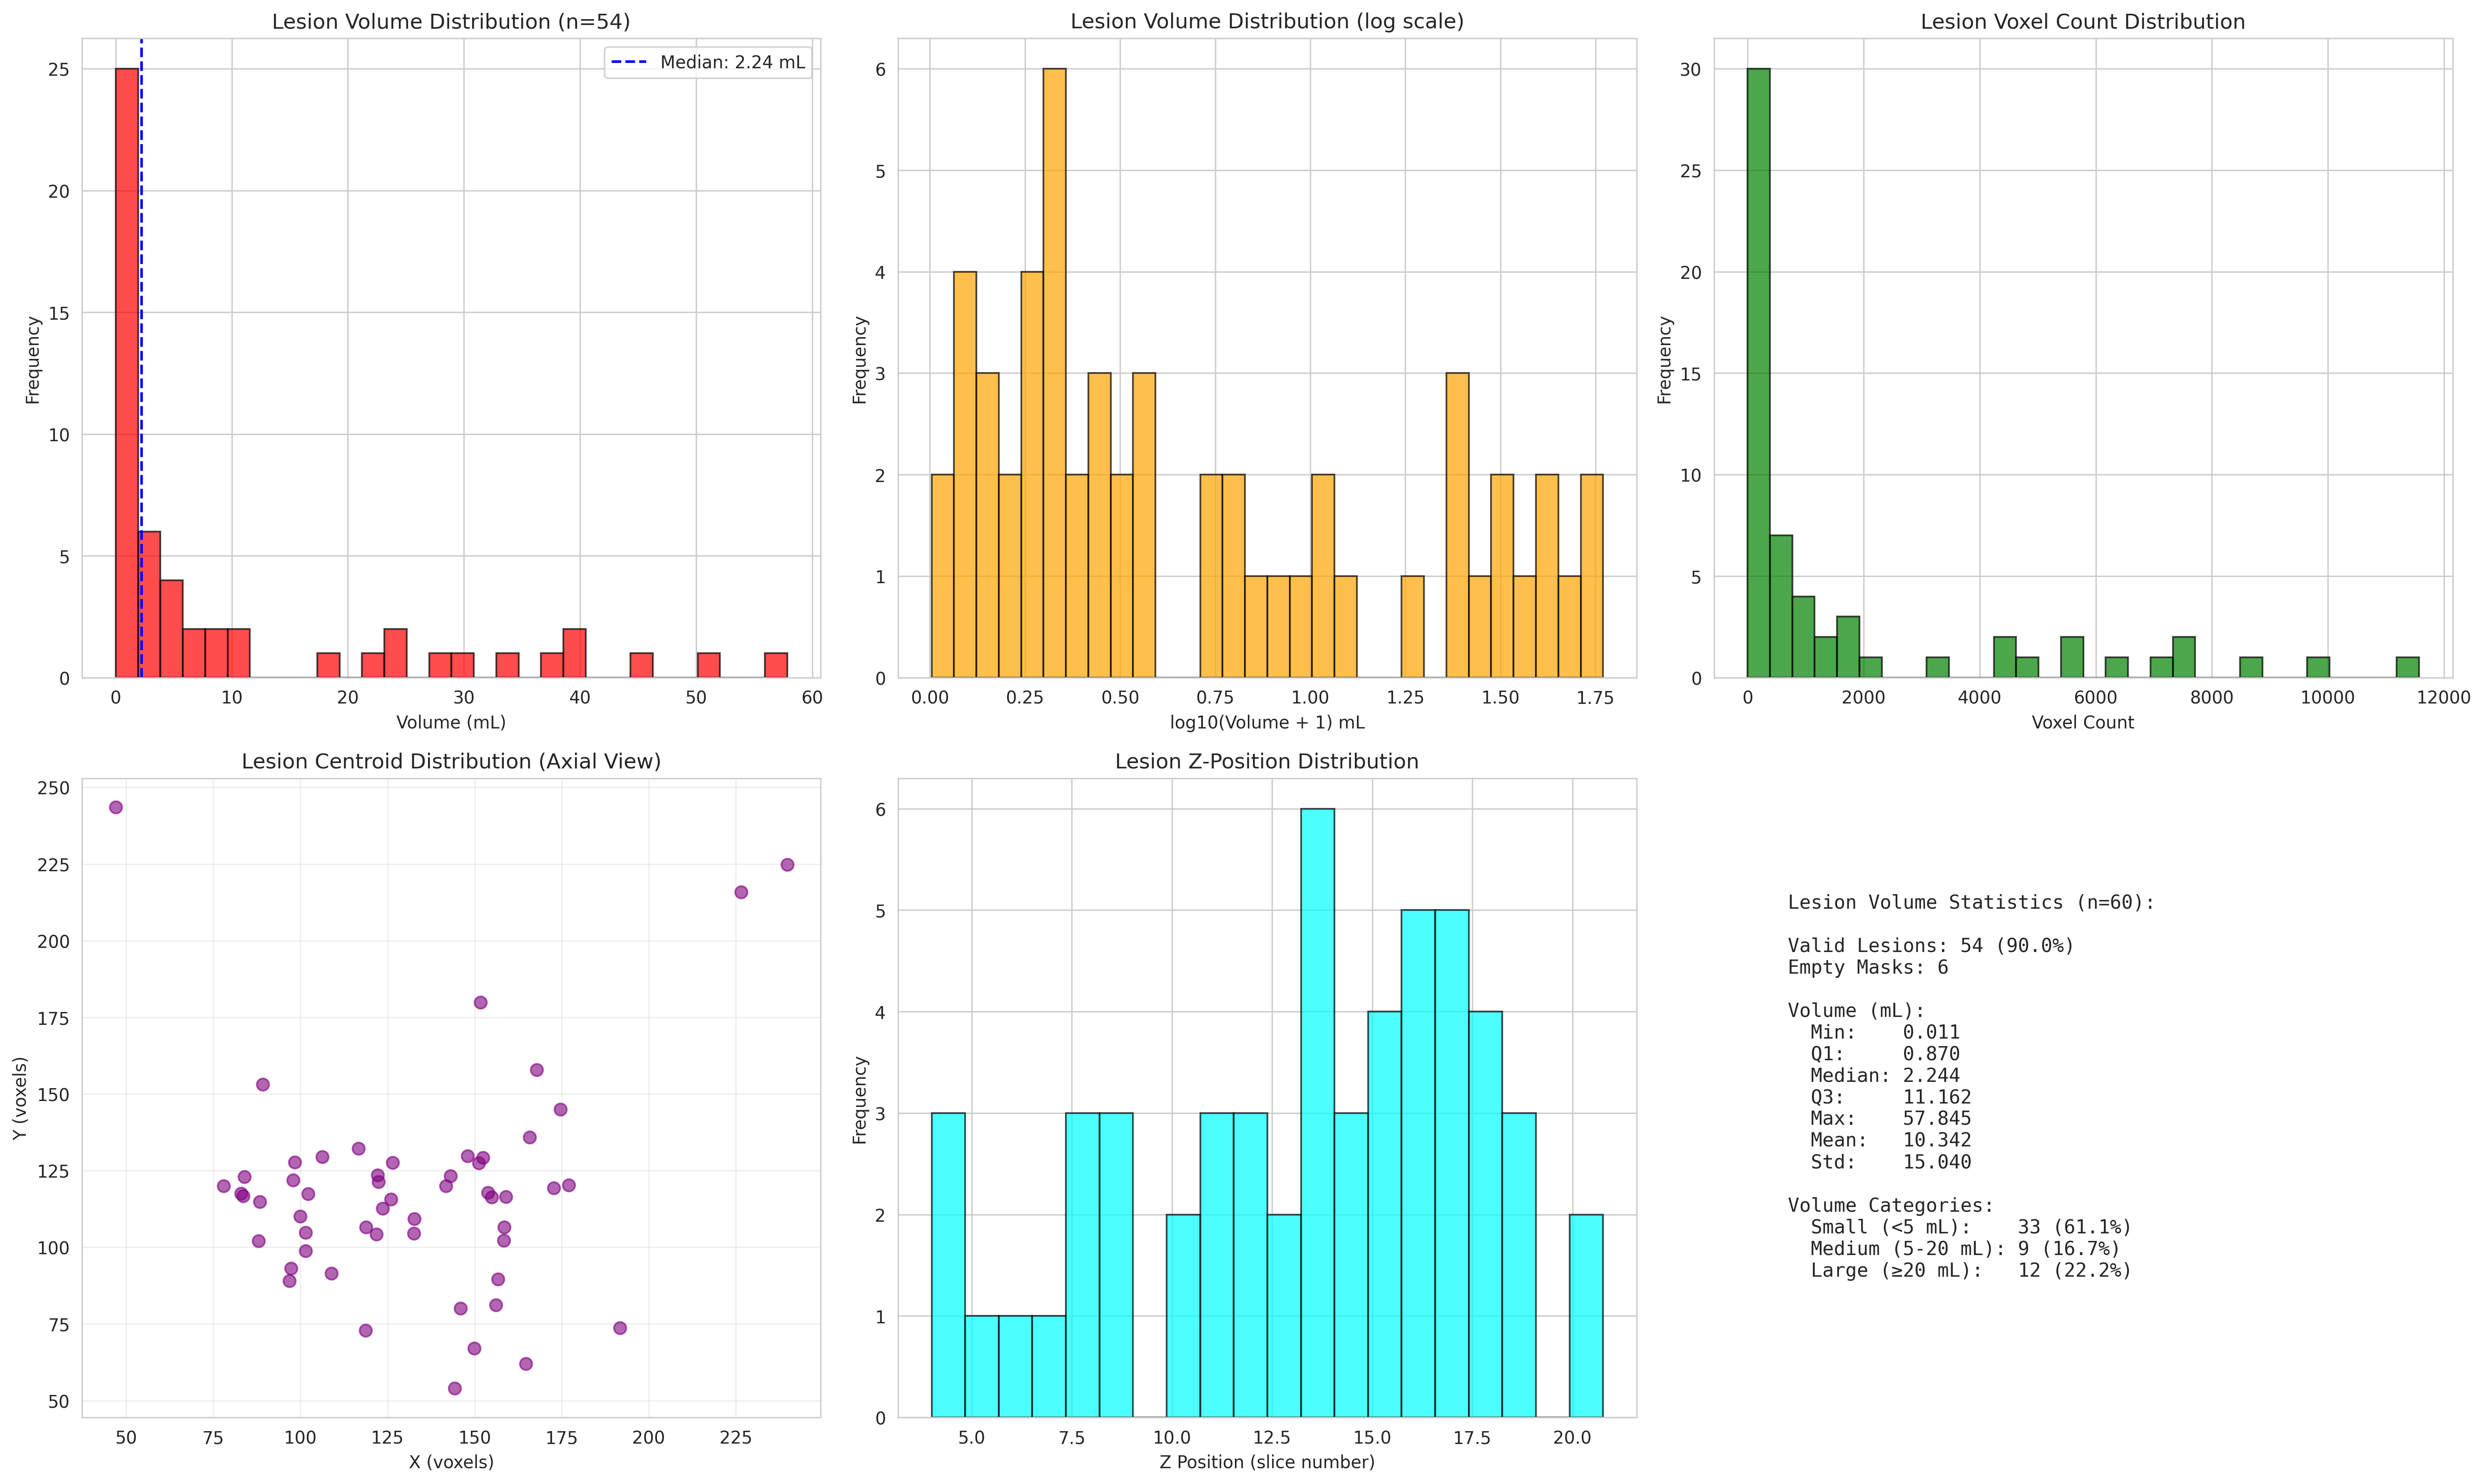 Lesion Volume Distribution (n=54)
Median: 2.24 mL
Frequency
25
20
15
10
5
0
0 10 20 30 40 50 60
Volume (mL)
Lesion Volume Distribution (log scale)
Frequency
6
5
4
3
2
1
0
0.00 0.25 0.50 0.75 1.00 1.25 1.50 1.75
log10(Volume + 1) mL
Lesion Voxel Count Distribution
Frequency
30
25
20
15
10
5
0
0 2000 4000 6000 8000 10000 12000
Voxel Count
Lesion Centroid Distribution (Axial View)
Y (voxels)
250
225
200
175
150
125
100
75
50
50 75 100 125 150 175 200 225
X (voxels)
Lesion Z-Position Distribution
Frequency
6
5
4
3
2
1
0
5.0 7.5 10.0 12.5 15.0 17.5 20.0
Z Position (slice number)
Lesion Volume Statistics (n=60):
Valid Lesions: 54 (90.0%)
Empty Masks: 6
Volume (mL):
Min: 0.011
Q1: 0.870
Median: 2.244
Q3: 11.162
Max: 57.845
Mean: 10.342
Std: 15.040
Volume Categories:
Small (<5 mL): 33 (61.1%)
Medium (5-20 mL): 9 (16.7%)
Large (≥20 mL): 12 (22.2%)